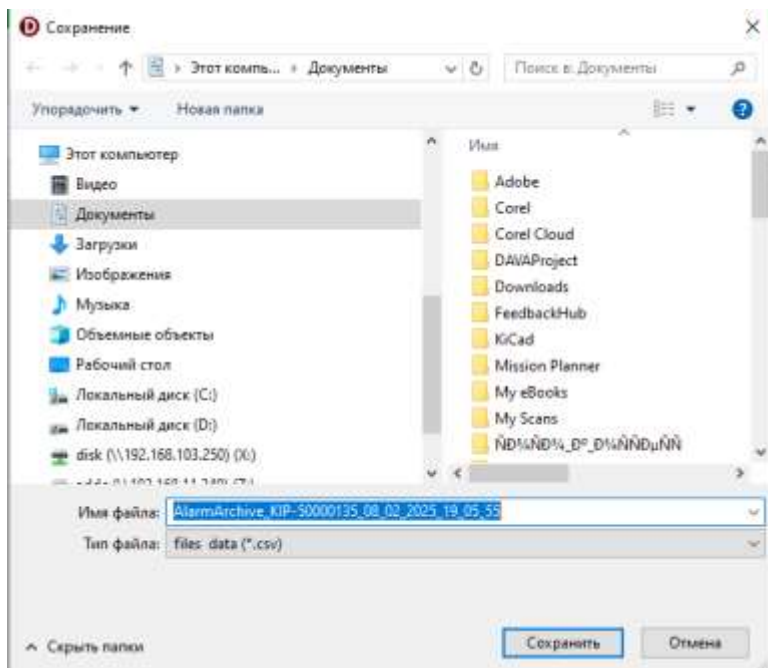 Сохранение
Этот компь... Документы
Поиск в: Документы
Упорядочить
Новая папка
Этот компьютер
Видео
Документы
Загрузки
Изображения
Музыка
Объемные объекты
Рабочий стол
Локальный диск (C:)
Локальный диск (D:)
disk (\\192.168.103.250) (X:)
Имя
Adobe
Corel
Corel Cloud
DAVAProject
Downloads
FeedbackHub
KiCad
Mission Planner
My eBooks
My Scans
Имя файла: AlarmArchive_KIP-50000135_08_02_2025_19_05_55
Тип файла: files data (*.csv)
Скрыть папки
Сохранить
Отмена